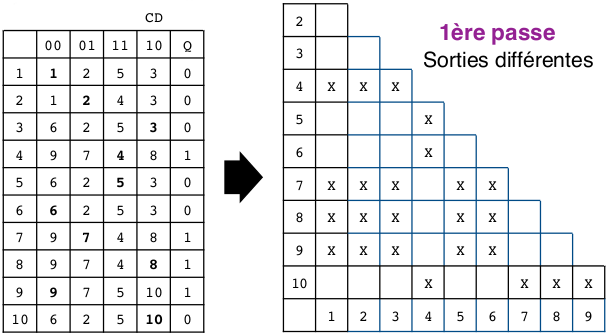 CD
00 01 11 10 Q
1 1 2 5 3 0
2 1 2 4 3 0
3 6 2 5 3 0
4 9 7 4 8 1
5 6 2 5 3 0
6 6 2 5 3 0
7 9 7 4 8 1
8 9 7 4 8 1
9 9 7 5 10 1
10 6 2 5 10 0
1ère passe
Sorties différentes
2
3
4 X X X
5 X
6 X
7 X X X X X
8 X X X X X
9 X X X X X
10 X X X X
1 2 3 4 5 6 7 8 9